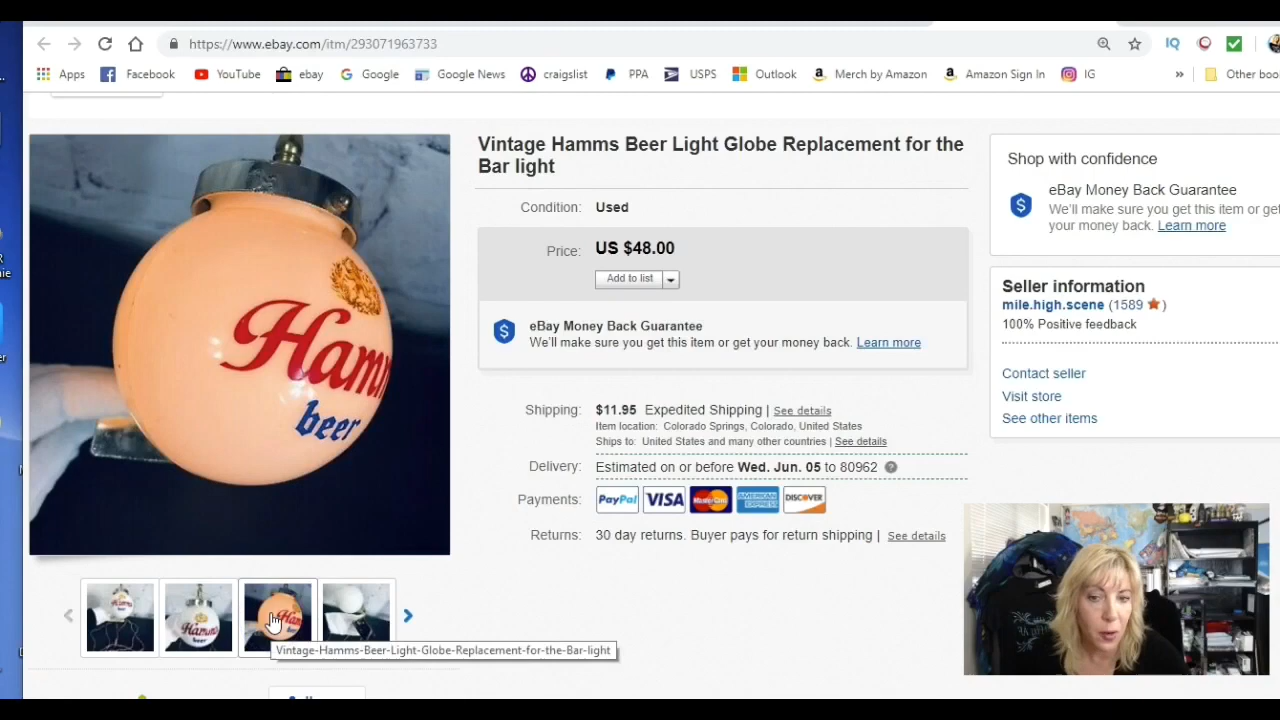 https://www.ebay.com/itm/293071963733
IQ
Apps
Facebook
YouTube
ebay
Google
Google News
craigslist
PPA
USPS
Outlook
Merch by Amazon
Amazon Sign In
IG
»
Other boo
Vintage Hamms Beer Light Globe Replacement for the
Bar light
Condition: Used
Price: US $48.00
Add to list
eBay Money Back Guarantee
We'll make sure you get this item or get your money back. Learn more
Shipping: $11.95 Expedited Shipping | See details
Item location: Colorado Springs, Colorado, United States
Ships to: United States and many other countries | See details
Delivery: Estimated on or before Wed. Jun. 05 to 80962
Payments: PayPal VISA MasterCard AMERICAN EXPRESS DISCOVER
Returns: 30 day returns. Buyer pays for return shipping | See details
Shop with confidence
eBay Money Back Guarantee
We'll make sure you get this item or get
your money back. Learn more
Seller information
mile.high.scene (1589 )
100% Positive feedback
Contact seller
Visit store
See other items
Hamm
beer
Hamms
beer
Vintage-Hamms-Beer-Light-Globe-Replacement-for-the-Bar-light